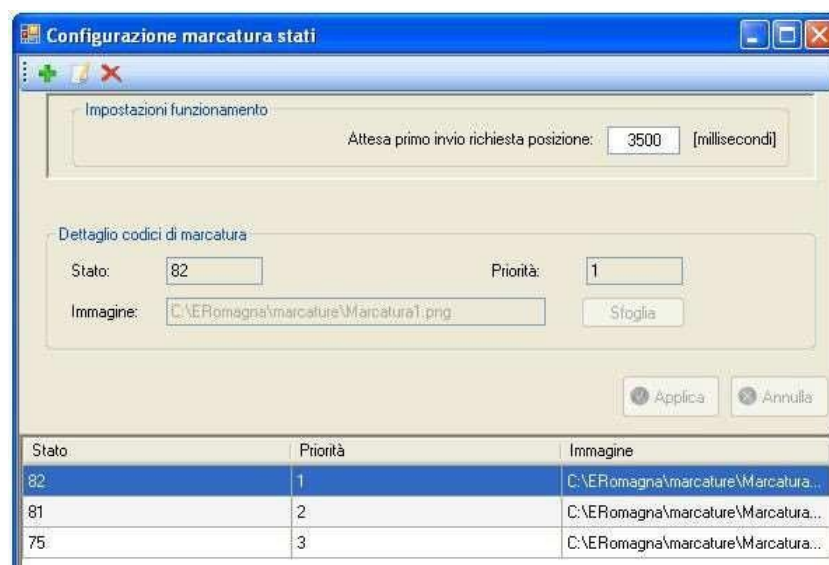 Configurazione marcatura stati
Impostazioni funzionamento
Attesa primo invio richiesta posizione: 3500 [millisecondi]
Dettaglio codici di marcatura
Stato: 82 Priorità: 1
Immagine: C:\ERomagna\marcature\Marcatura1.png Sfoglia
Applica Annulla
Stato Priorità Immagine
82 1 C:\ERomagna\marcature\Marcatura...
81 2 C:\ERomagna\marcature\Marcatura...
75 3 C:\ERomagna\marcature\Marcatura...